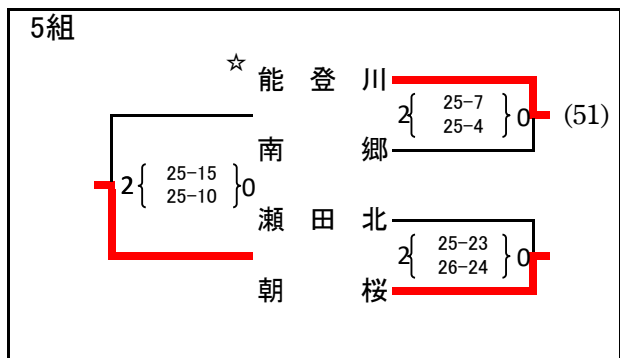 5組
☆ 能登川
2 { 25-7 } 0 (51)
25-4
南郷
2 { 25-15 } 0
25-10
瀬田北
2 { 25-23 } 0
26-24
朝桜